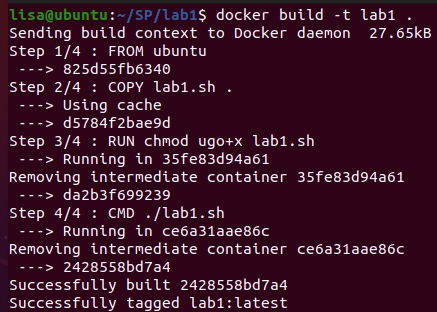 lisa@ubuntu:~/SP/lab1$ docker build -t lab1 .
Sending build context to Docker daemon  27.65kB
Step 1/4 : FROM ubuntu
 ---> 825d55fb6340
Step 2/4 : COPY lab1.sh .
 ---> Using cache
 ---> d5784f2bae9d
Step 3/4 : RUN chmod ugo+x lab1.sh
 ---> Running in 35fe83d94a61
Removing intermediate container 35fe83d94a61
 ---> da2b3f699239
Step 4/4 : CMD ./lab1.sh
 ---> Running in ce6a31aae86c
Removing intermediate container ce6a31aae86c
 ---> 2428558bd7a4
Successfully built 2428558bd7a4
Successfully tagged lab1:latest